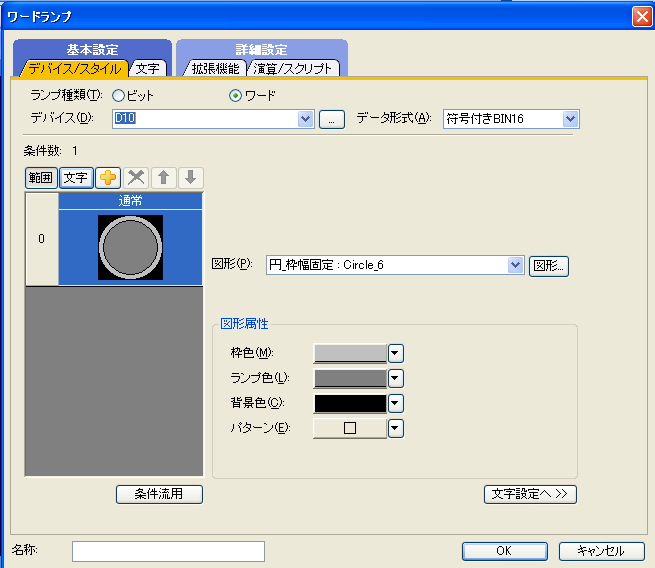 ワードランプ
基本設定 詳細設定
デバイス/スタイル 文字 拡張機能 演算/スクリプト
ランプ種類(T): ビット ワード
デバイス(D): D10 ... データ形式(A): 符号付きBIN16
条件数: 1
範囲 文字
通常
0
図形(P): 円_枠幅固定 : Circle_6 図形...
図形属性
枠色(M):
ランプ色(L):
背景色(C):
パターン(E):
条件流用 文字設定へ >>
名称: OK キャンセル